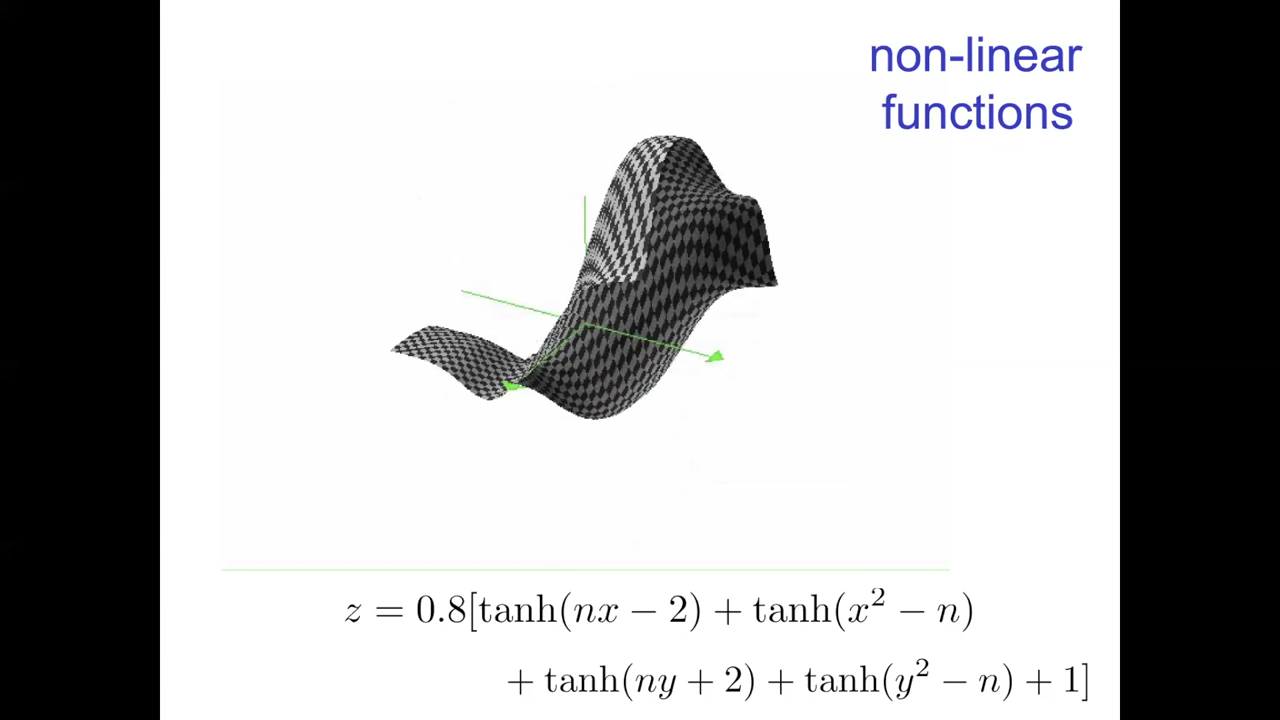 non-linear
functions
z = 0.8[tanh(nx − 2) + tanh(x² − n)
+ tanh(ny + 2) + tanh(y² − n) + 1]